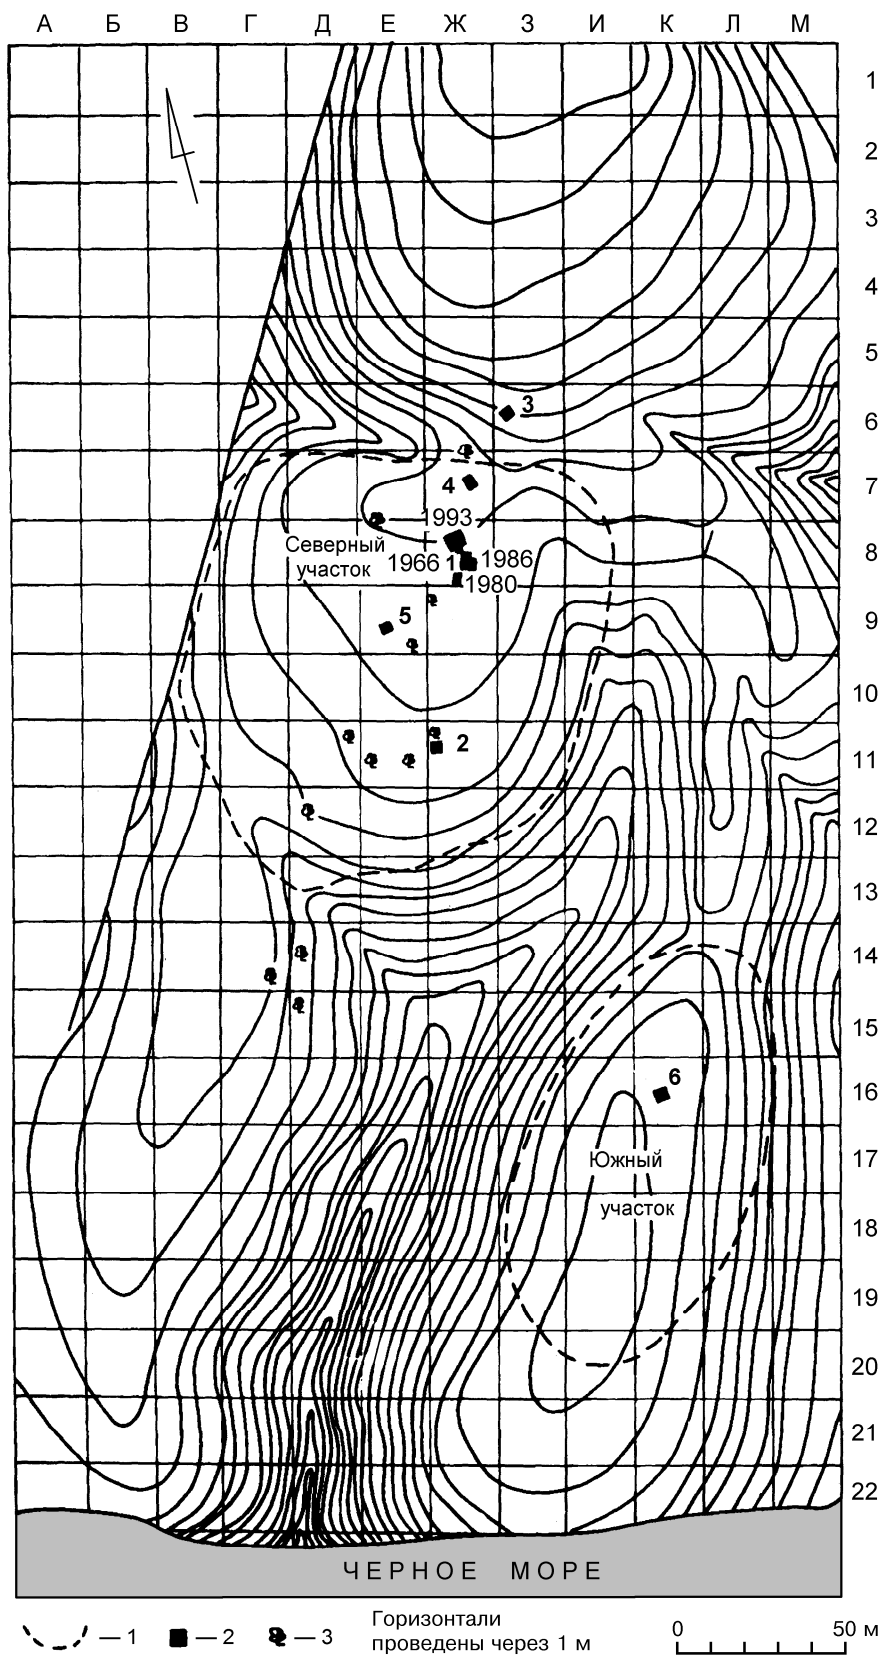 А Б В Г Д Е Ж З И К Л М
1
2
3
4
5
3
6
4
7
1993
Северный
участок
1966 1 1986
8
1980
5
9
10
2
11
12
13
14
15
6
16
Южный
17
участок
18
19
20
21
22
ЧЕРНОЕ МОРЕ
— 1 — 2 — 3
Горизонтали
проведены через 1 м
0 50 м